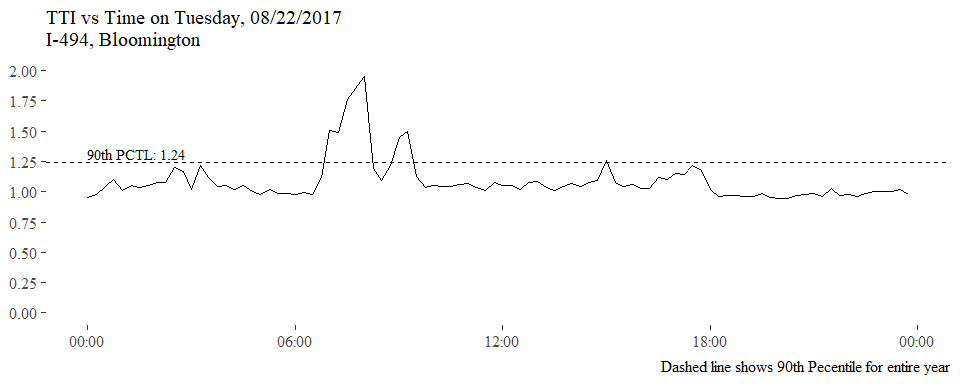 TTI vs Time on Tuesday, 08/22/2017
I-494, Bloomington
2.00
1.75
1.50
90th PCTL: 1.24
1.25
1.00
0.75
0.50
0.25
0.00
00:00 06:00 12:00 18:00 00:00
Dashed line shows 90th Pecentile for entire year